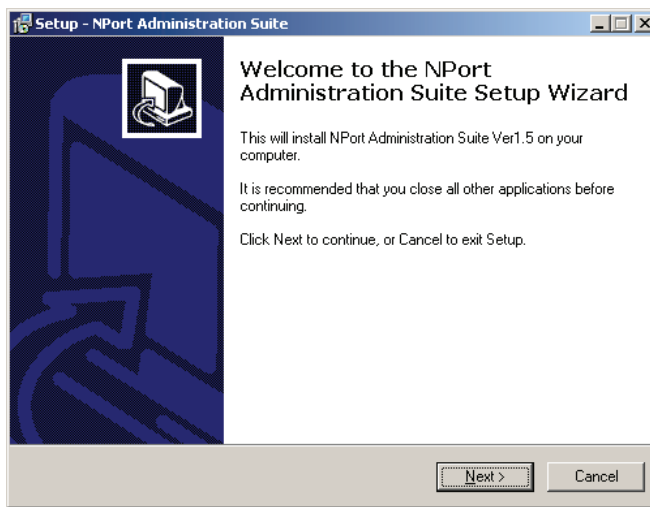 Setup - NPort Administration Suite
Welcome to the NPort
Administration Suite Setup Wizard
This will install NPort Administration Suite Ver1.5 on your
computer.
It is recommended that you close all other applications before
continuing.
Click Next to continue, or Cancel to exit Setup.
Next >
Cancel